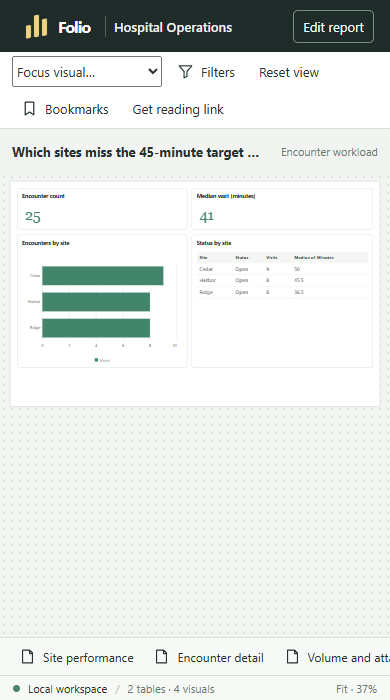 Folio Hospital Operations Edit report
Focus visual... Filters Reset view
Bookmarks Get reading link
Which sites miss the 45-minute target ... Encounter workload
Encounter count
25
Median wait (minutes)
41
Encounters by site
Cedar
Harbor
Ridge
0 2 4 6 8 10
Visits
Status by site
Site Status Visits Median of Minutes
Cedar Open 9 50
Harbor Open 8 45.5
Ridge Open 8 36.5
Site performance Encounter detail Volume and atta
Local workspace / 2 tables · 4 visuals Fit · 37%